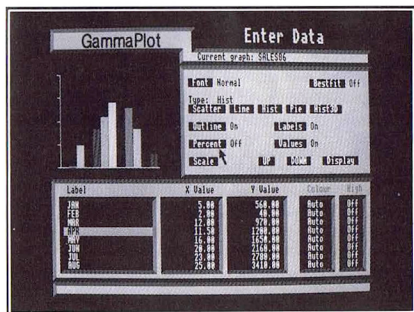 GammaPlot
Enter Data
Current graph: SALES86
Font Normal Bestfit Off
Type: Hist
Scatter Line Hist Pie Hist3D
Outline On Labels On
Percent Off Values On
Scale UP DOWN Display
Label X Value Y Value Colour High
JAN 5.00 560.00 Auto Off
FEB 2.00 40.00 Auto Off
MAR 12.00 970.00 Auto Off
APR 11.50 1200.00 Auto Off
MAY 16.00 1650.00 Auto Off
JUN 20.00 2160.00 Auto Off
JUL 23.00 2780.00 Auto Off
AUG 25.00 3410.00 Auto Off